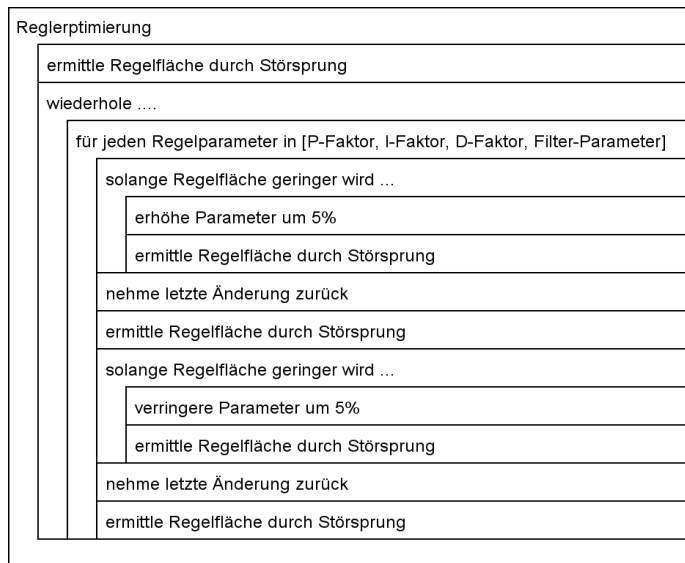 Reglerptimierung
ermittle Regelfläche durch Störsprung
wiederhole ....
für jeden Regelparameter in [P-Faktor, I-Faktor, D-Faktor, Filter-Parameter]
solange Regelfläche geringer wird ...
erhöhe Parameter um 5%
ermittle Regelfläche durch Störsprung
nehme letzte Änderung zurück
ermittle Regelfläche durch Störsprung
solange Regelfläche geringer wird ...
verringere Parameter um 5%
ermittle Regelfläche durch Störsprung
nehme letzte Änderung zurück
ermittle Regelfläche durch Störsprung